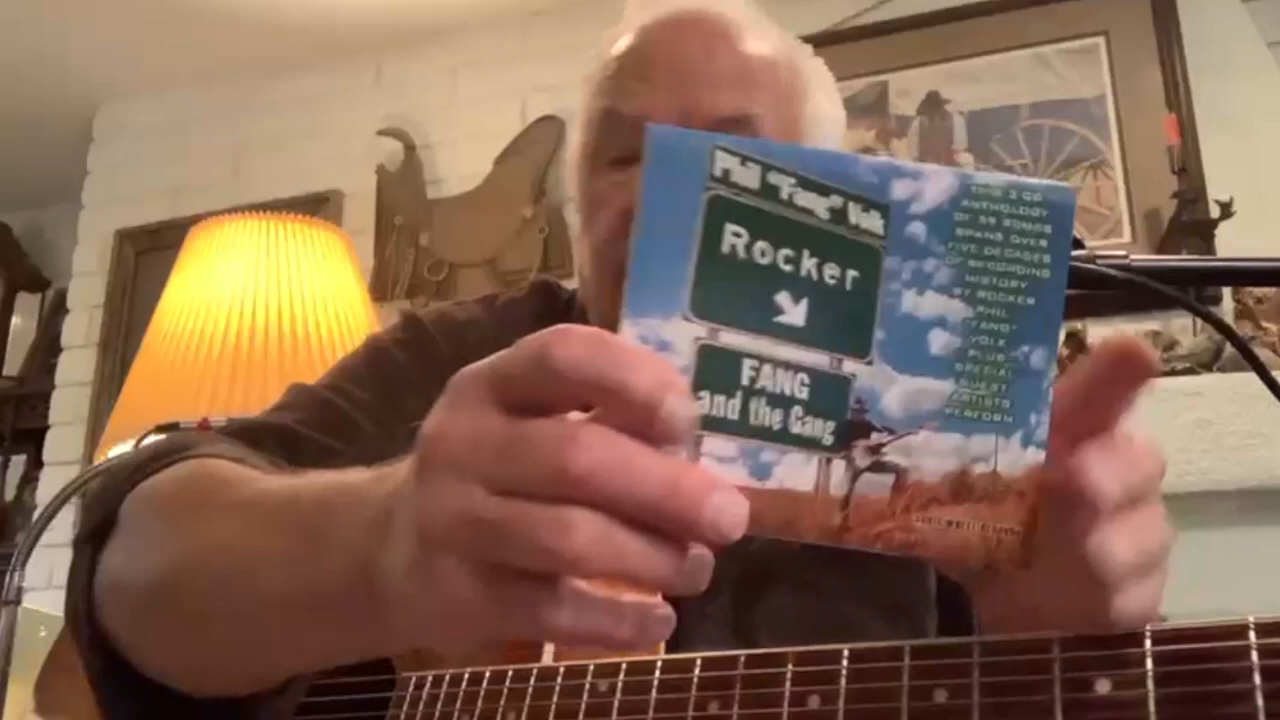 Phil "Fang" Volk
Rocker
FANG
and the Gang
THIS 2 CD
ANTHOLOGY
OF 39 SONGS
SPANS OVER
FIVE DECADES
OF RECORDING
HISTORY
BY ROCKER
PHIL
"FANG"
VOLK
PLUS
SPECIAL
GUEST
ARTISTS
PERFORM